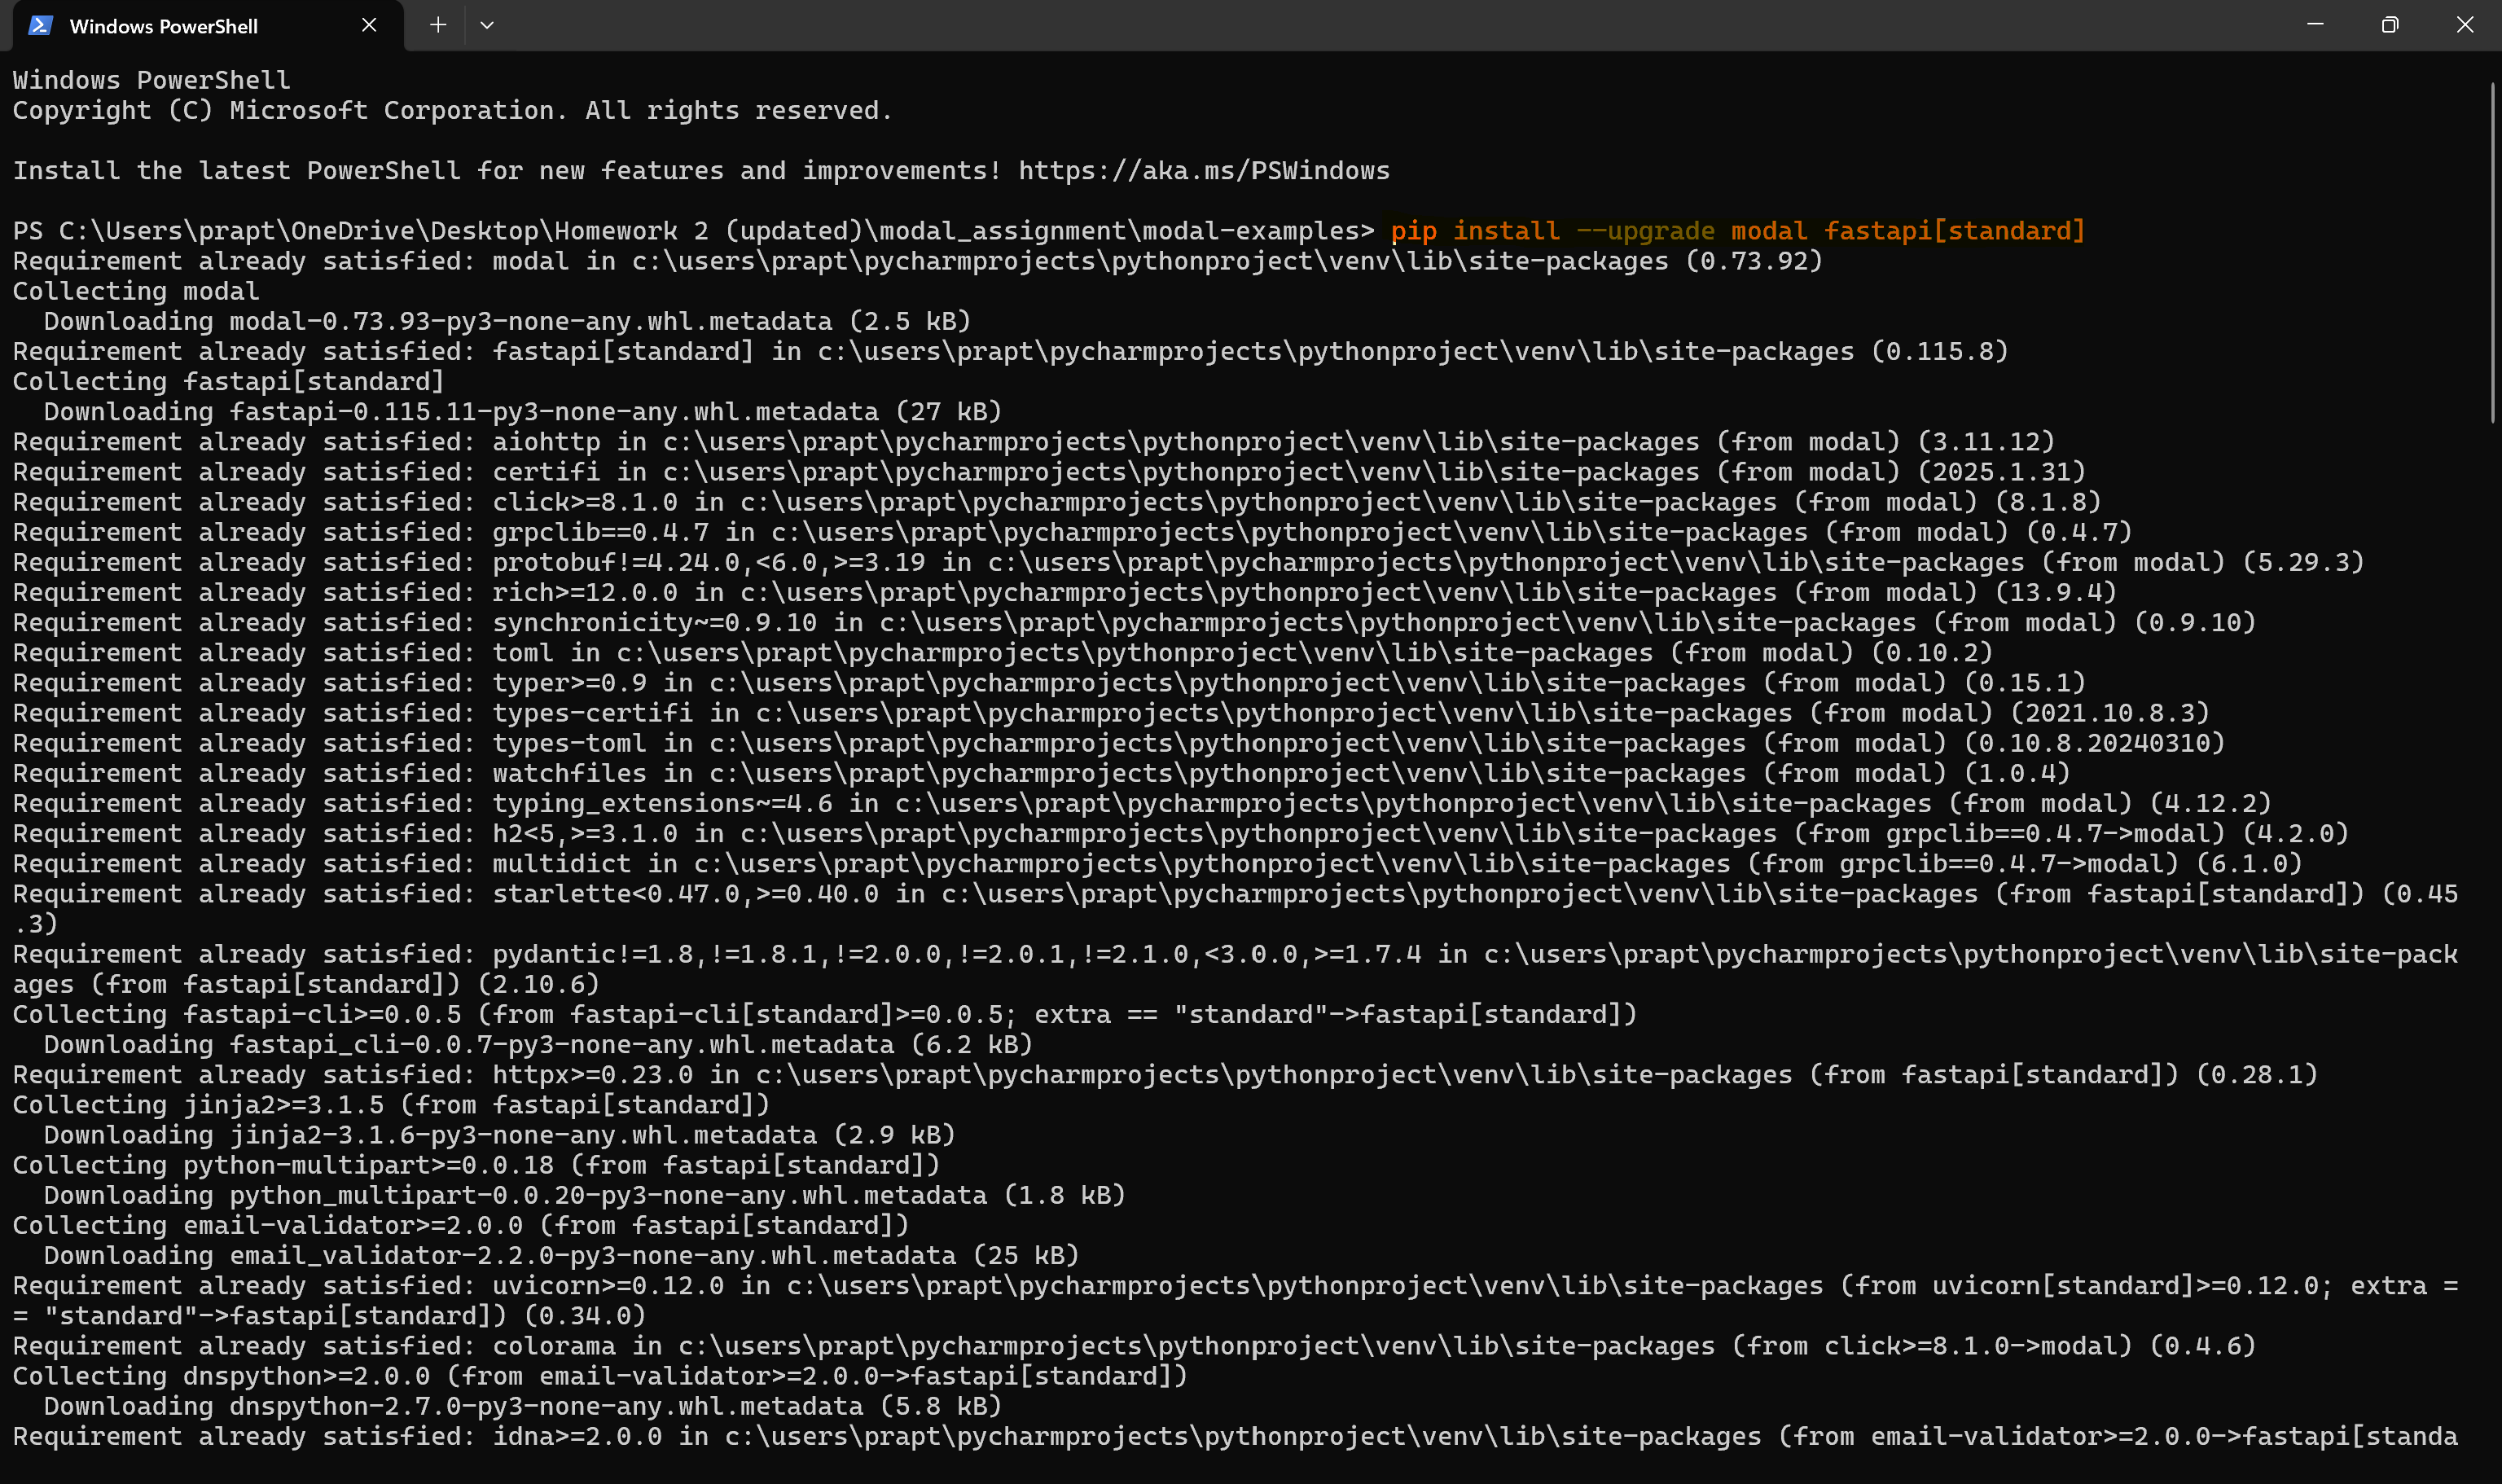 Windows PowerShell
Windows PowerShell
Copyright (C) Microsoft Corporation. All rights reserved.
Install the latest PowerShell for new features and improvements! https://aka.ms/PSWindows
PS C:\Users\prapt\OneDrive\Desktop\Homework 2 (updated)\modal_assignment\modal-examples> pip install --upgrade modal fastapi[standard]
Requirement already satisfied: modal in c:\users\prapt\pycharmprojects\pythonproject\venv\lib\site-packages (0.73.92)
Collecting modal
  Downloading modal-0.73.93-py3-none-any.whl.metadata (2.5 kB)
Requirement already satisfied: fastapi[standard] in c:\users\prapt\pycharmprojects\pythonproject\venv\lib\site-packages (0.115.8)
Collecting fastapi[standard]
  Downloading fastapi-0.115.11-py3-none-any.whl.metadata (27 kB)
Requirement already satisfied: aiohttp in c:\users\prapt\pycharmprojects\pythonproject\venv\lib\site-packages (from modal) (3.11.12)
Requirement already satisfied: certifi in c:\users\prapt\pycharmprojects\pythonproject\venv\lib\site-packages (from modal) (2025.1.31)
Requirement already satisfied: click>=8.1.0 in c:\users\prapt\pycharmprojects\pythonproject\venv\lib\site-packages (from modal) (8.1.8)
Requirement already satisfied: grpclib==0.4.7 in c:\users\prapt\pycharmprojects\pythonproject\venv\lib\site-packages (from modal) (0.4.7)
Requirement already satisfied: protobuf!=4.24.0,<6.0,>=3.19 in c:\users\prapt\pycharmprojects\pythonproject\venv\lib\site-packages (from modal) (5.29.3)
Requirement already satisfied: rich>=12.0.0 in c:\users\prapt\pycharmprojects\pythonproject\venv\lib\site-packages (from modal) (13.9.4)
Requirement already satisfied: synchronicity~=0.9.10 in c:\users\prapt\pycharmprojects\pythonproject\venv\lib\site-packages (from modal) (0.9.10)
Requirement already satisfied: toml in c:\users\prapt\pycharmprojects\pythonproject\venv\lib\site-packages (from modal) (0.10.2)
Requirement already satisfied: typer>=0.9 in c:\users\prapt\pycharmprojects\pythonproject\venv\lib\site-packages (from modal) (0.15.1)
Requirement already satisfied: types-certifi in c:\users\prapt\pycharmprojects\pythonproject\venv\lib\site-packages (from modal) (2021.10.8.3)
Requirement already satisfied: types-toml in c:\users\prapt\pycharmprojects\pythonproject\venv\lib\site-packages (from modal) (0.10.8.20240310)
Requirement already satisfied: watchfiles in c:\users\prapt\pycharmprojects\pythonproject\venv\lib\site-packages (from modal) (1.0.4)
Requirement already satisfied: typing_extensions~=4.6 in c:\users\prapt\pycharmprojects\pythonproject\venv\lib\site-packages (from modal) (4.12.2)
Requirement already satisfied: h2<5,>=3.1.0 in c:\users\prapt\pycharmprojects\pythonproject\venv\lib\site-packages (from grpclib==0.4.7->modal) (4.2.0)
Requirement already satisfied: multidict in c:\users\prapt\pycharmprojects\pythonproject\venv\lib\site-packages (from grpclib==0.4.7->modal) (6.1.0)
Requirement already satisfied: starlette<0.47.0,>=0.40.0 in c:\users\prapt\pycharmprojects\pythonproject\venv\lib\site-packages (from fastapi[standard]) (0.45
.3)
Requirement already satisfied: pydantic!=1.8,!=1.8.1,!=2.0.0,!=2.0.1,!=2.1.0,<3.0.0,>=1.7.4 in c:\users\prapt\pycharmprojects\pythonproject\venv\lib\site-pack
ages (from fastapi[standard]) (2.10.6)
Collecting fastapi-cli>=0.0.5 (from fastapi-cli[standard]>=0.0.5; extra == "standard"->fastapi[standard])
  Downloading fastapi_cli-0.0.7-py3-none-any.whl.metadata (6.2 kB)
Requirement already satisfied: httpx>=0.23.0 in c:\users\prapt\pycharmprojects\pythonproject\venv\lib\site-packages (from fastapi[standard]) (0.28.1)
Collecting jinja2>=3.1.5 (from fastapi[standard])
  Downloading jinja2-3.1.6-py3-none-any.whl.metadata (2.9 kB)
Collecting python-multipart>=0.0.18 (from fastapi[standard])
  Downloading python_multipart-0.0.20-py3-none-any.whl.metadata (1.8 kB)
Collecting email-validator>=2.0.0 (from fastapi[standard])
  Downloading email_validator-2.2.0-py3-none-any.whl.metadata (25 kB)
Requirement already satisfied: uvicorn>=0.12.0 in c:\users\prapt\pycharmprojects\pythonproject\venv\lib\site-packages (from uvicorn[standard]>=0.12.0; extra =
= "standard"->fastapi[standard]) (0.34.0)
Requirement already satisfied: colorama in c:\users\prapt\pycharmprojects\pythonproject\venv\lib\site-packages (from click>=8.1.0->modal) (0.4.6)
Collecting dnspython>=2.0.0 (from email-validator>=2.0.0->fastapi[standard])
  Downloading dnspython-2.7.0-py3-none-any.whl.metadata (5.8 kB)
Requirement already satisfied: idna>=2.0.0 in c:\users\prapt\pycharmprojects\pythonproject\venv\lib\site-packages (from email-validator>=2.0.0->fastapi[standa